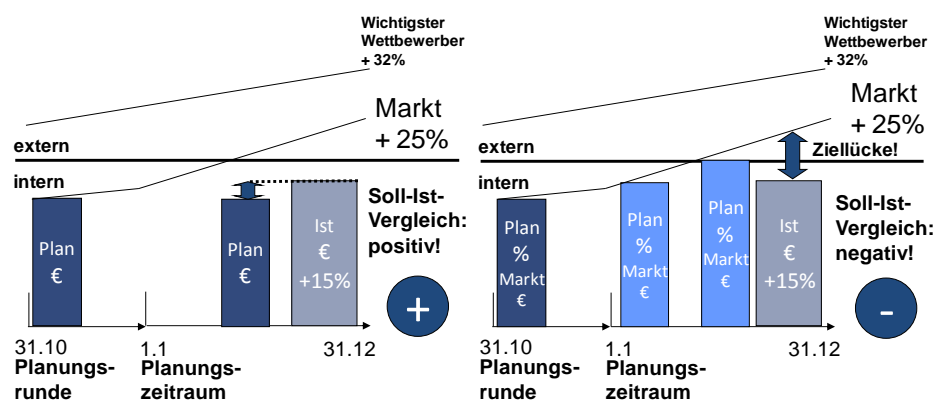 Wichtigster
Wettbewerber
+ 32%
Markt
+ 25%
extern
intern
Plan
€
Plan
€
Ist
€
+15%
Soll-Ist-
Vergleich:
positiv!
+
31.10
1.1
31.12
Planungs-
runde
Planungs-
zeitraum
Wichtigster
Wettbewerber
+ 32%
Markt
+ 25%
extern
Ziellücke!
intern
Plan
%
Markt
€
Plan
%
Markt
€
Plan
%
Markt
€
Ist
€
+15%
Soll-Ist-
Vergleich:
negativ!
-
31.10
1.1
31.12
Planungs-
runde
Planungs-
zeitraum